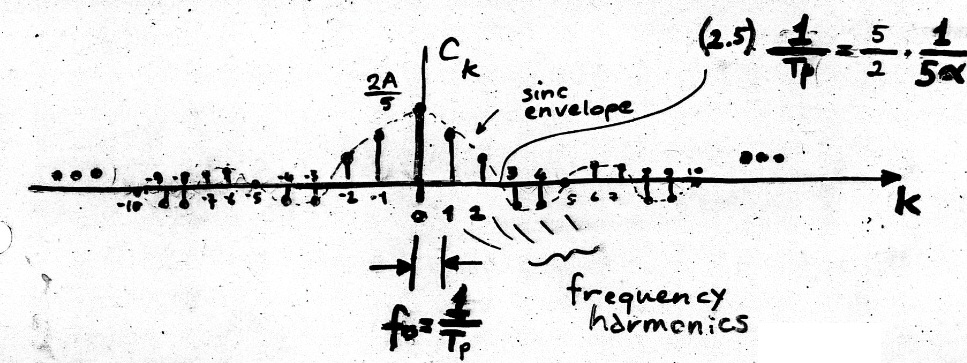 (2.5) 1/Tp = 5/2 · 1/5α
C_k
2A/5
sinc
envelope
-10 -9 -8 -7 -6 -5 -4 -3 -2 -1 0 1 2 3 4 5 6 7 8 9 10
k
f₀ = 1/Tp
frequency
harmonics